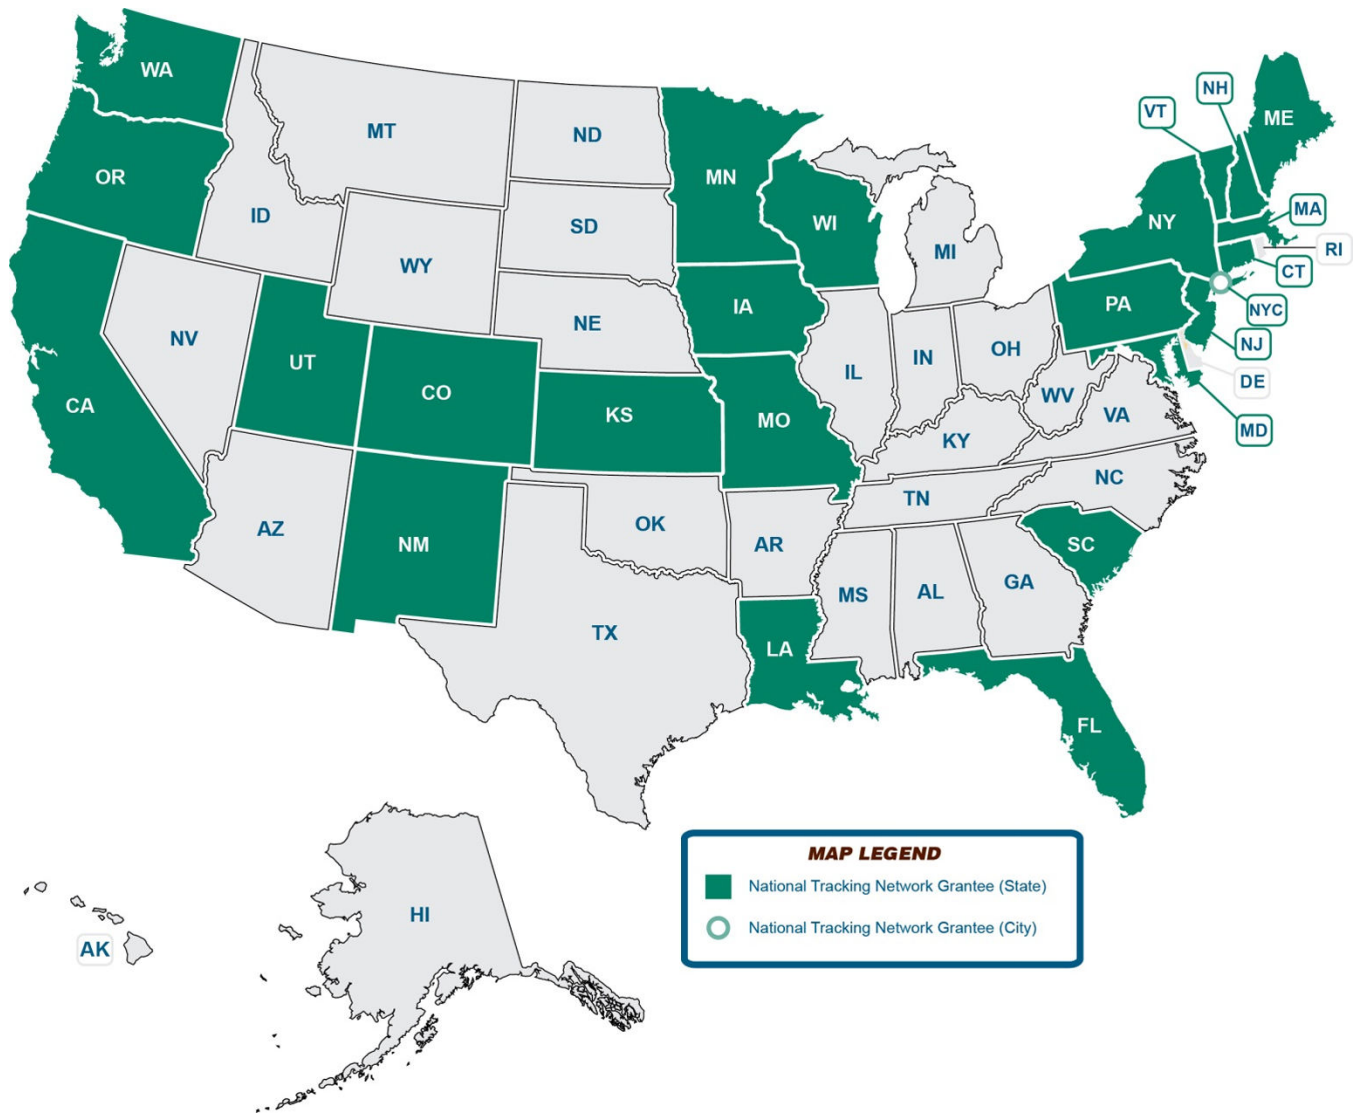 WA
MT
ND
MN
OR
ID
SD
WI
WY
MI
NH
VT
ME
NY
MA
RI
CT
NYC
PA
NJ
DE
MD
NV
UT
CO
NE
IA
IL
IN
OH
WV
VA
CA
KS
MO
KY
NC
TN
AZ
NM
OK
AR
SC
MS
AL
GA
TX
LA
FL
HI
AK
MAP LEGEND
National Tracking Network Grantee (State)
National Tracking Network Grantee (City)